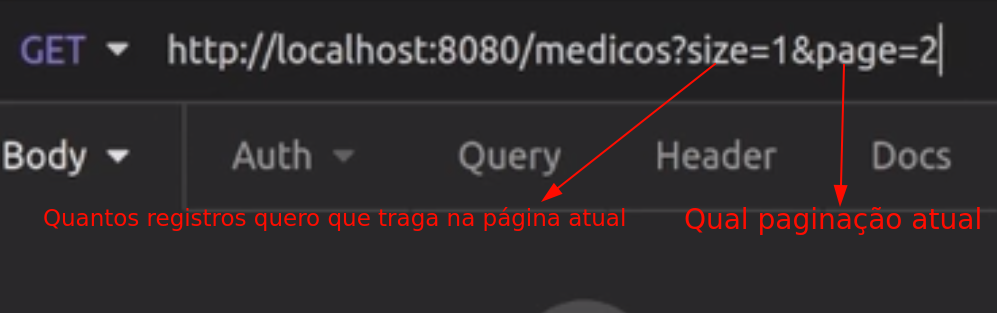 GET http://localhost:8080/medicos?size=1&page=2
Body Auth Query Header Docs
Quantos registros quero que traga na página atual
Qual paginação atual